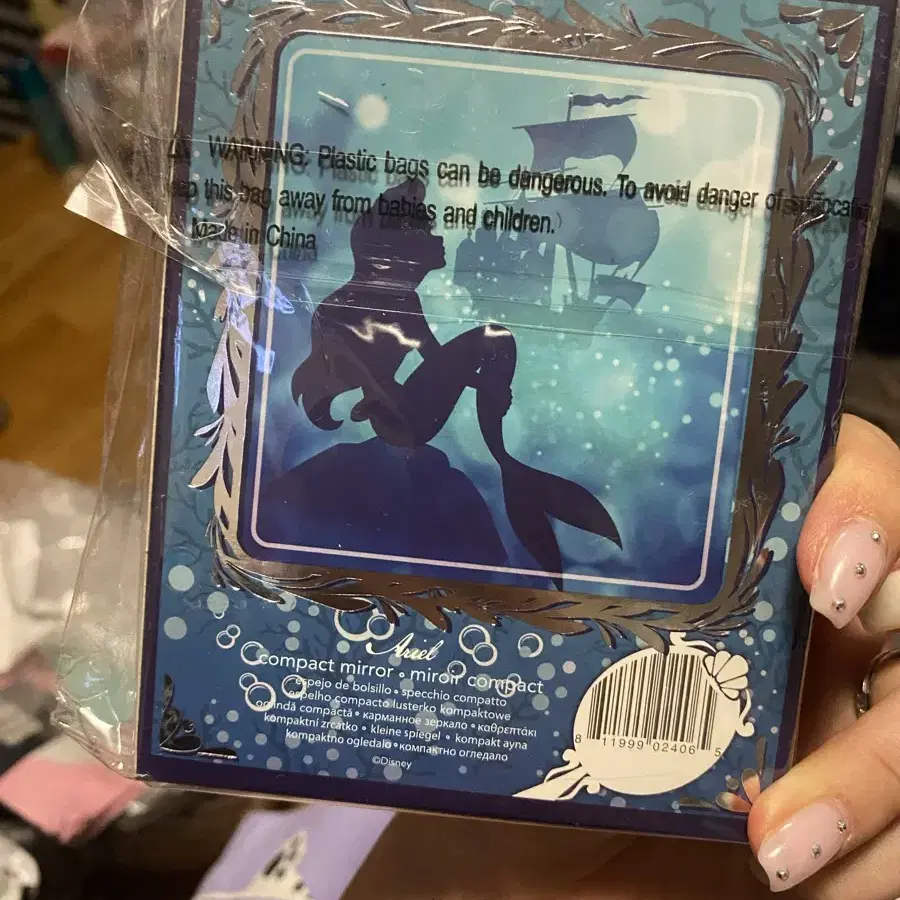 WARNING: Plastic bags can be dangerous. To avoid danger of
this bag away from babies and children.
Made in China
Ariel
compact mirror • miroir compact
espejo de bolsillo • specchio compatto
espelho compacto lusterko kompaktowe
oglindă compactă • карманное зеркало • καθρεπτάκι
kompaktní zrcátko • kleine spiegel • kompakt ayna
kompaktno ogledalo • компактно огледало
©Disney
8 11999 02406 5